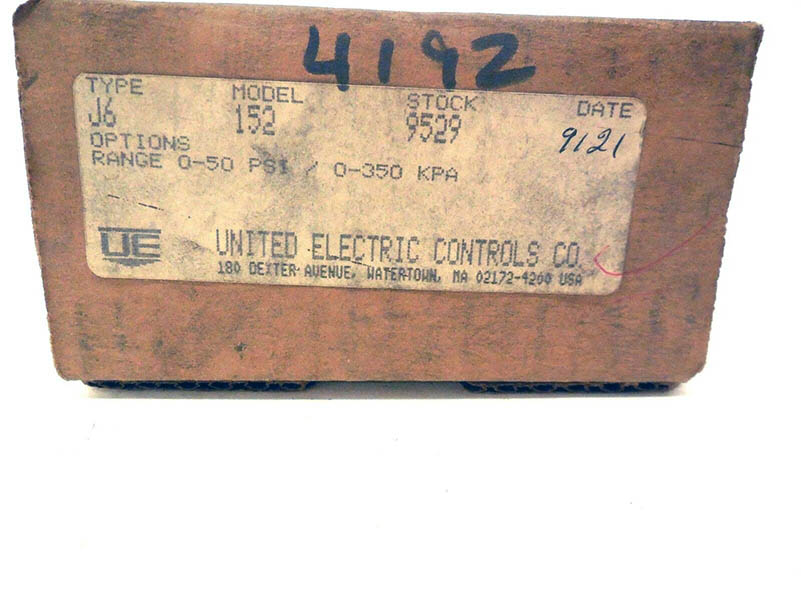 4192
TYPE MODEL STOCK DATE
J6 152 9529 9121
OPTIONS
RANGE 0-50 PSI / 0-350 KPA
UE UNITED ELECTRIC CONTROLS CO.
180 DEXTER AVENUE, WATERTOWN, MA 02172-4200 USA